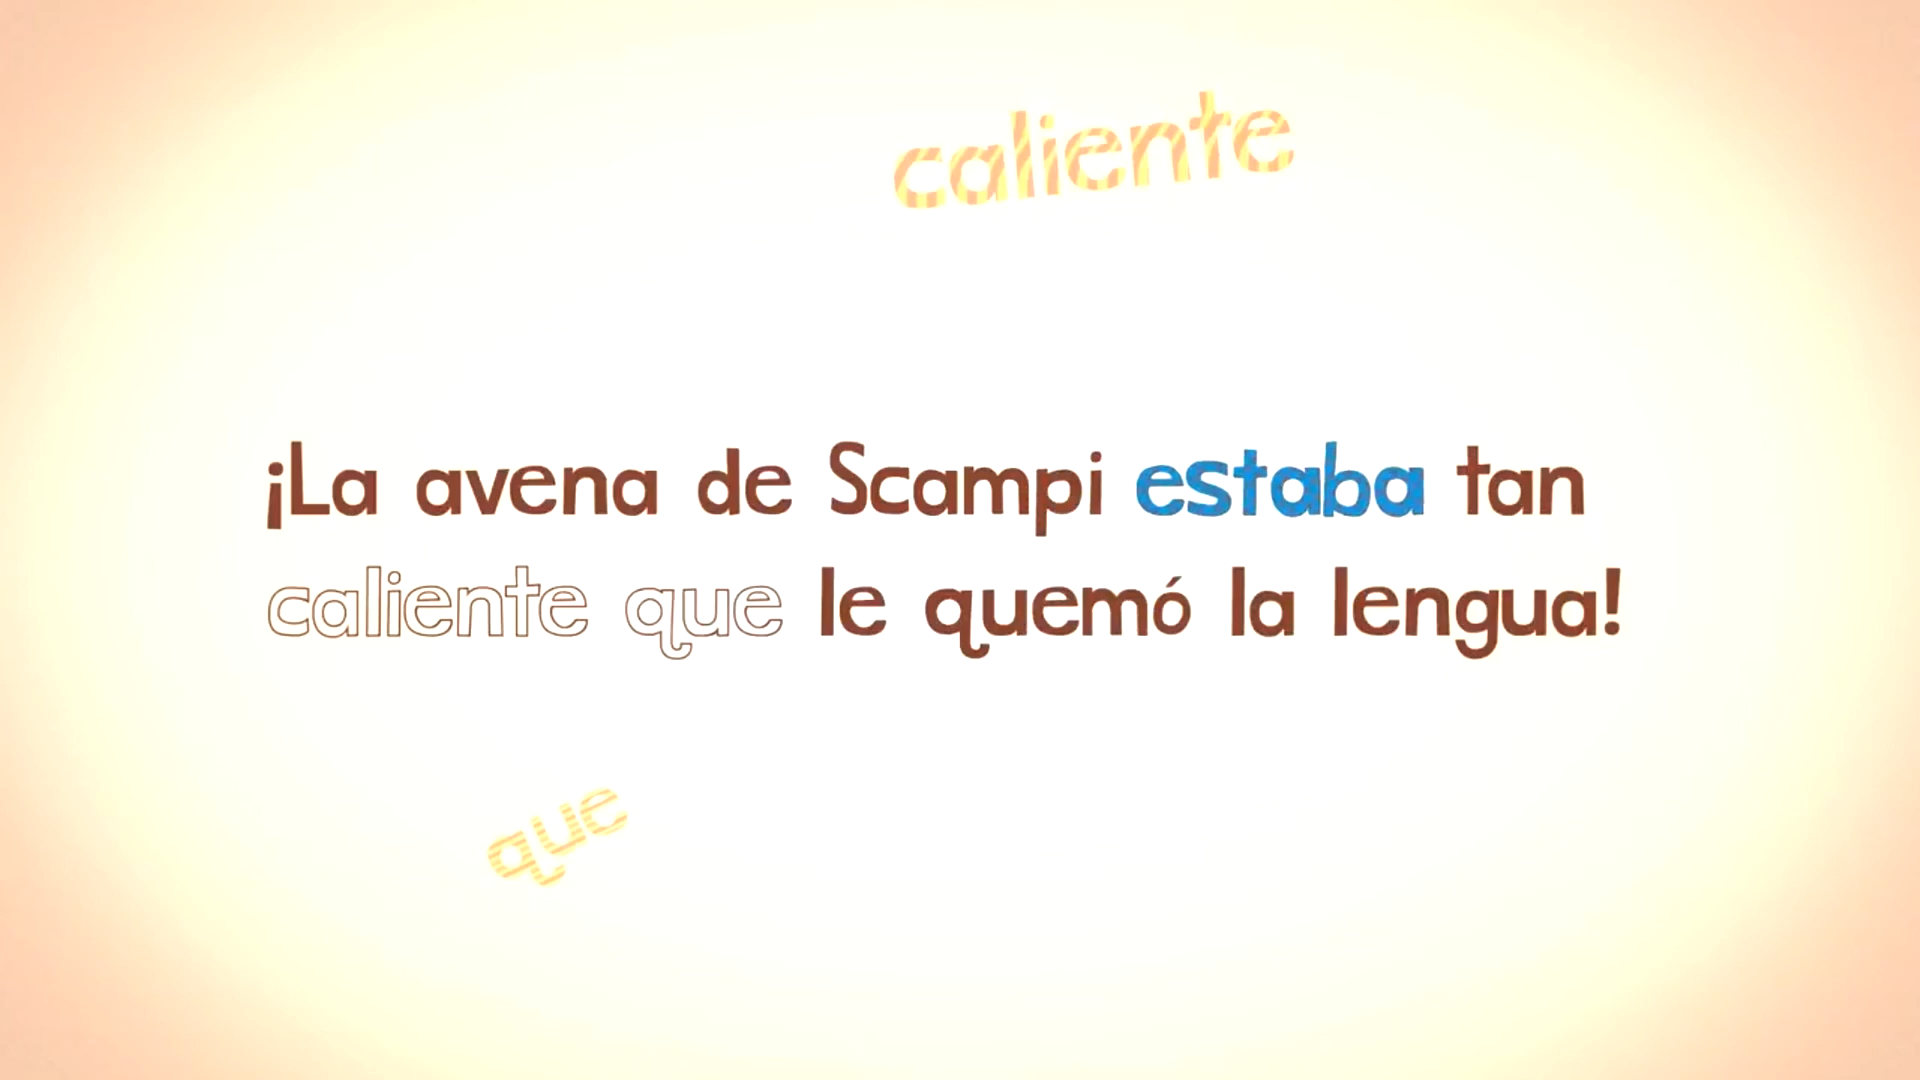 caliente
¡La avena de Scampi estaba tan
caliente que le quemó la lengua!
que